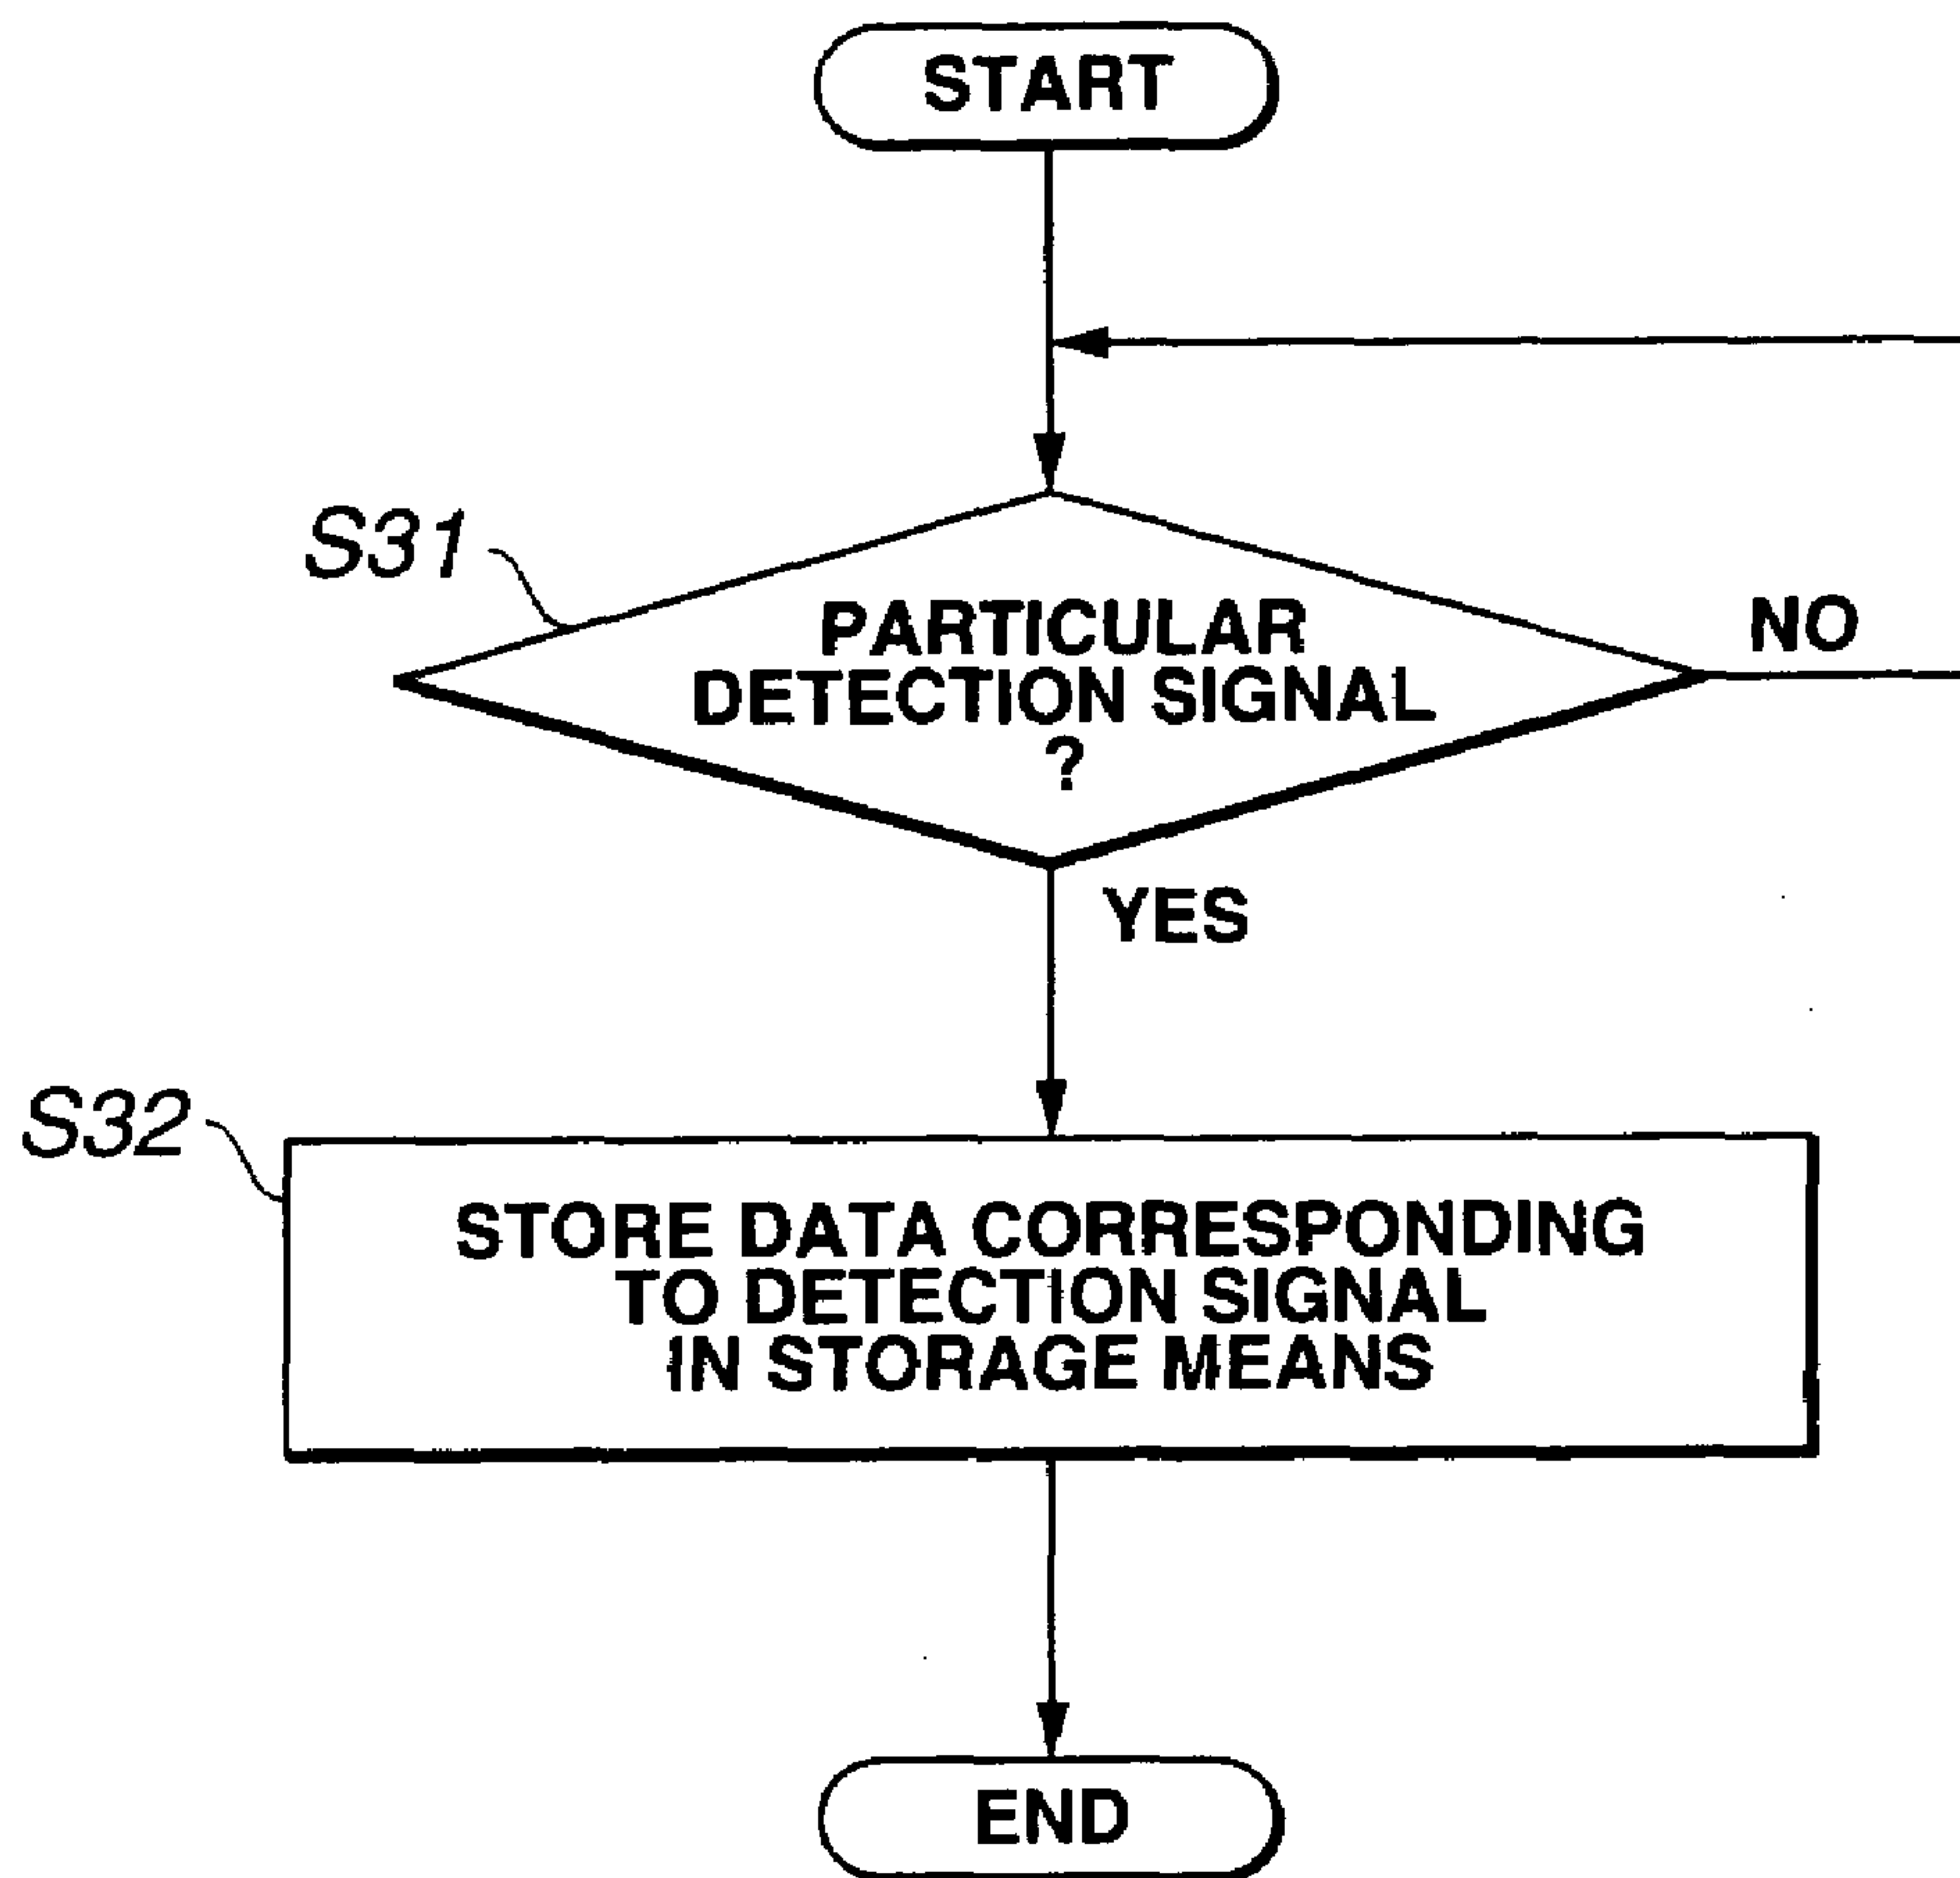 START
S31
PARTICULAR
DETECTION SIGNAL
?
NO
YES
S32
STORE DATA CORRESPONDING
TO DETECTION SIGNAL
IN STORAGE MEANS
END